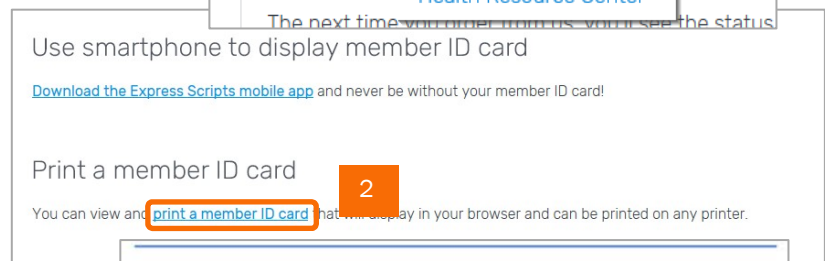 Health Resource Center
The next time you order from us, you'll see the status
Use smartphone to display member ID card
Download the Express Scripts mobile app and never be without your member ID card!
Print a member ID card
2
You can view and print a member ID card that will display in your browser and can be printed on any printer.